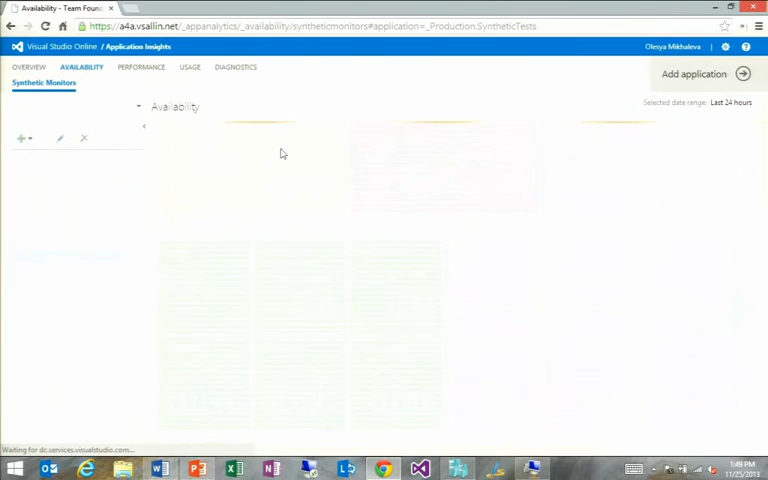 Availability - Team Found
https://a4a.vsallin.net/_appanalytics/_availability/syntheticmonitors#application=_Production.SyntheticTests
Visual Studio Online / Application Insights
Olesya Mikhaleva
OVERVIEW AVAILABILITY PERFORMANCE USAGE DIAGNOSTICS
Add application
Synthetic Monitors
Availability
Selected date range: Last 24 hours
Waiting for dc.services.visualstudio.com...
1:49 PM
11/25/2013